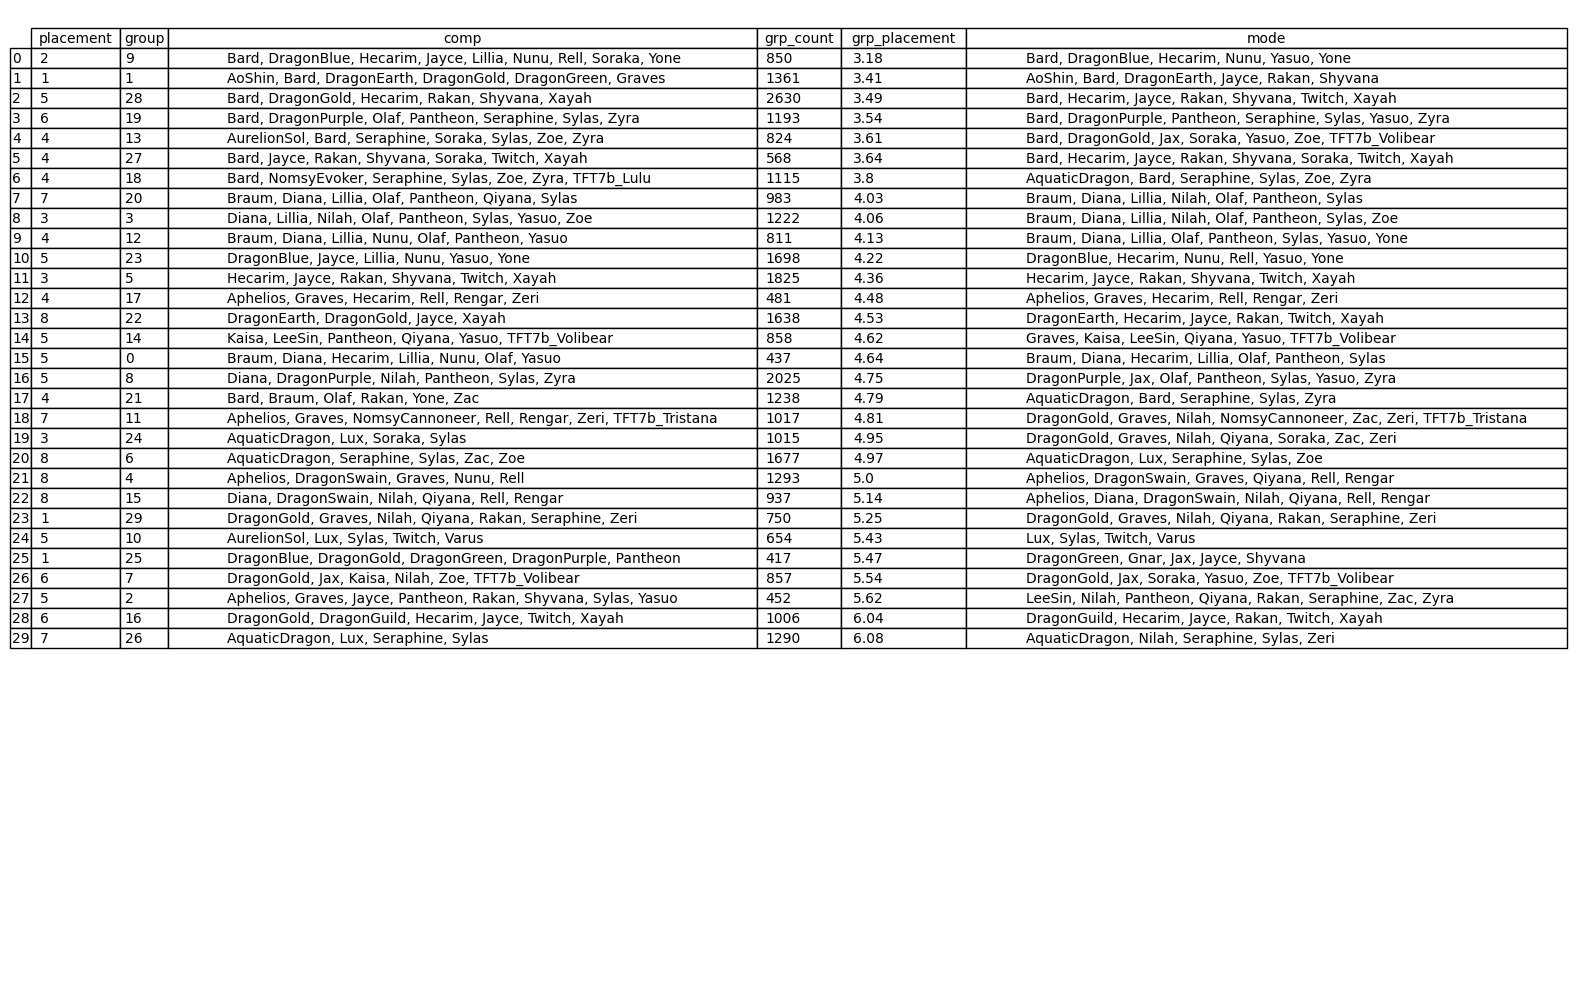 placement group comp grp_count grp_placement mode
0 2 9 Bard, DragonBlue, Hecarim, Jayce, Lillia, Nunu, Rell, Soraka, Yone 850 3.18 Bard, DragonBlue, Hecarim, Nunu, Yasuo, Yone
1 1 1 AoShin, Bard, DragonEarth, DragonGold, DragonGreen, Graves 1361 3.41 AoShin, Bard, DragonEarth, Jayce, Rakan, Shyvana
2 5 28 Bard, DragonGold, Hecarim, Rakan, Shyvana, Xayah 2630 3.49 Bard, Hecarim, Jayce, Rakan, Shyvana, Twitch, Xayah
3 6 19 Bard, DragonPurple, Olaf, Pantheon, Seraphine, Sylas, Zyra 1193 3.54 Bard, DragonPurple, Pantheon, Seraphine, Sylas, Yasuo, Zyra
4 4 13 AurelionSol, Bard, Seraphine, Soraka, Sylas, Zoe, Zyra 824 3.61 Bard, DragonGold, Jax, Soraka, Yasuo, Zoe, TFT7b_Volibear
5 4 27 Bard, Jayce, Rakan, Shyvana, Soraka, Twitch, Xayah 568 3.64 Bard, Hecarim, Jayce, Rakan, Shyvana, Soraka, Twitch, Xayah
6 4 18 Bard, NomsyEvoker, Seraphine, Sylas, Zoe, Zyra, TFT7b_Lulu 1115 3.8 AquaticDragon, Bard, Seraphine, Sylas, Zoe, Zyra
7 7 20 Braum, Diana, Lillia, Olaf, Pantheon, Qiyana, Sylas 983 4.03 Braum, Diana, Lillia, Nilah, Olaf, Pantheon, Sylas
8 3 3 Diana, Lillia, Nilah, Olaf, Pantheon, Sylas, Yasuo, Zoe 1222 4.06 Braum, Diana, Lillia, Nilah, Olaf, Pantheon, Sylas, Zoe
9 4 12 Braum, Diana, Lillia, Nunu, Olaf, Pantheon, Yasuo 811 4.13 Braum, Diana, Lillia, Olaf, Pantheon, Sylas, Yasuo, Yone
10 5 23 DragonBlue, Jayce, Lillia, Nunu, Yasuo, Yone 1698 4.22 DragonBlue, Hecarim, Nunu, Rell, Yasuo, Yone
11 3 5 Hecarim, Jayce, Rakan, Shyvana, Twitch, Xayah 1825 4.36 Hecarim, Jayce, Rakan, Shyvana, Twitch, Xayah
12 4 17 Aphelios, Graves, Hecarim, Rell, Rengar, Zeri 481 4.48 Aphelios, Graves, Hecarim, Rell, Rengar, Zeri
13 8 22 DragonEarth, DragonGold, Jayce, Xayah 1638 4.53 DragonEarth, Hecarim, Jayce, Rakan, Twitch, Xayah
14 5 14 Kaisa, LeeSin, Pantheon, Qiyana, Yasuo, TFT7b_Volibear 858 4.62 Graves, Kaisa, LeeSin, Qiyana, Yasuo, TFT7b_Volibear
15 5 0 Braum, Diana, Hecarim, Lillia, Nunu, Olaf, Yasuo 437 4.64 Braum, Diana, Hecarim, Lillia, Olaf, Pantheon, Sylas
16 5 8 Diana, DragonPurple, Nilah, Pantheon, Sylas, Zyra 2025 4.75 DragonPurple, Jax, Olaf, Pantheon, Sylas, Yasuo, Zyra
17 4 21 Bard, Braum, Olaf, Rakan, Yone, Zac 1238 4.79 AquaticDragon, Bard, Seraphine, Sylas, Zyra
18 7 11 Aphelios, Graves, NomsyCannoneer, Rell, Rengar, Zeri, TFT7b_Tristana 1017 4.81 DragonGold, Graves, Nilah, NomsyCannoneer, Zac, Zeri, TFT7b_Tristana
19 3 24 AquaticDragon, Lux, Soraka, Sylas 1015 4.95 DragonGold, Graves, Nilah, Qiyana, Soraka, Zac, Zeri
20 8 6 AquaticDragon, Seraphine, Sylas, Zac, Zoe 1677 4.97 AquaticDragon, Lux, Seraphine, Sylas, Zoe
21 8 4 Aphelios, DragonSwain, Graves, Nunu, Rell 1293 5.0 Aphelios, DragonSwain, Graves, Qiyana, Rell, Rengar
22 8 15 Diana, DragonSwain, Nilah, Qiyana, Rell, Rengar 937 5.14 Aphelios, Diana, DragonSwain, Nilah, Qiyana, Rell, Rengar
23 1 29 DragonGold, Graves, Nilah, Qiyana, Rakan, Seraphine, Zeri 750 5.25 DragonGold, Graves, Nilah, Qiyana, Rakan, Seraphine, Zeri
24 5 10 AurelionSol, Lux, Sylas, Twitch, Varus 654 5.43 Lux, Sylas, Twitch, Varus
25 1 25 DragonBlue, DragonGold, DragonGreen, DragonPurple, Pantheon 417 5.47 DragonGreen, Gnar, Jax, Jayce, Shyvana
26 6 7 DragonGold, Jax, Kaisa, Nilah, Zoe, TFT7b_Volibear 857 5.54 DragonGold, Jax, Soraka, Yasuo, Zoe, TFT7b_Volibear
27 5 2 Aphelios, Graves, Jayce, Pantheon, Rakan, Shyvana, Sylas, Yasuo 452 5.62 LeeSin, Nilah, Pantheon, Qiyana, Rakan, Seraphine, Zac, Zyra
28 6 16 DragonGold, DragonGuild, Hecarim, Jayce, Twitch, Xayah 1006 6.04 DragonGuild, Hecarim, Jayce, Rakan, Twitch, Xayah
29 7 26 AquaticDragon, Lux, Seraphine, Sylas 1290 6.08 AquaticDragon, Nilah, Seraphine, Sylas, Zeri